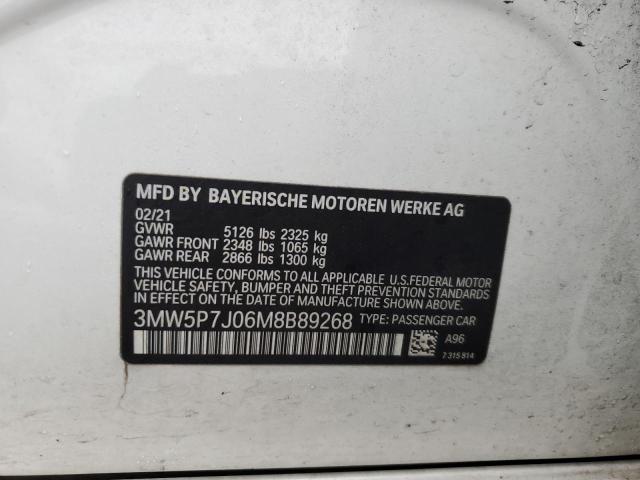 MFD BY BAYERISCHE MOTOREN WERKE AG
02/21
GVWR 5126 lbs 2325 kg
GAWR FRONT 2348 lbs 1065 kg
GAWR REAR 2866 lbs 1300 kg
THIS VEHICLE CONFORMS TO ALL APPLICABLE U.S.FEDERAL MOTOR
VEHICLE SAFETY, BUMPER AND THEFT PREVENTION STANDARDS
IN EFFECT ON THE DATE OF MANUFACTURE SHOWN ABOVE.
3MW5P7J06M8B89268 TYPE: PASSENGER CAR
A96
7 315 814